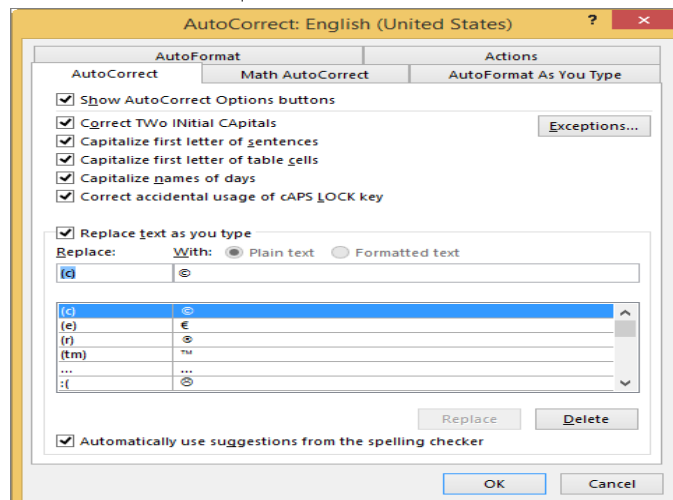 AutoCorrect: English (United States) ? ×
AutoFormat Actions
AutoCorrect Math AutoCorrect AutoFormat As You Type
Show AutoCorrect Options buttons
Correct TWo INitial CApitals Exceptions...
Capitalize first letter of sentences
Capitalize first letter of table cells
Capitalize names of days
Correct accidental usage of cAPS LOCK key
Replace text as you type
Replace: With: Plain text Formatted text
(c) ©
(c) ©
(e) €
(r) ®
(tm) ™
... ...
:( ☹
Replace Delete
Automatically use suggestions from the spelling checker
OK Cancel